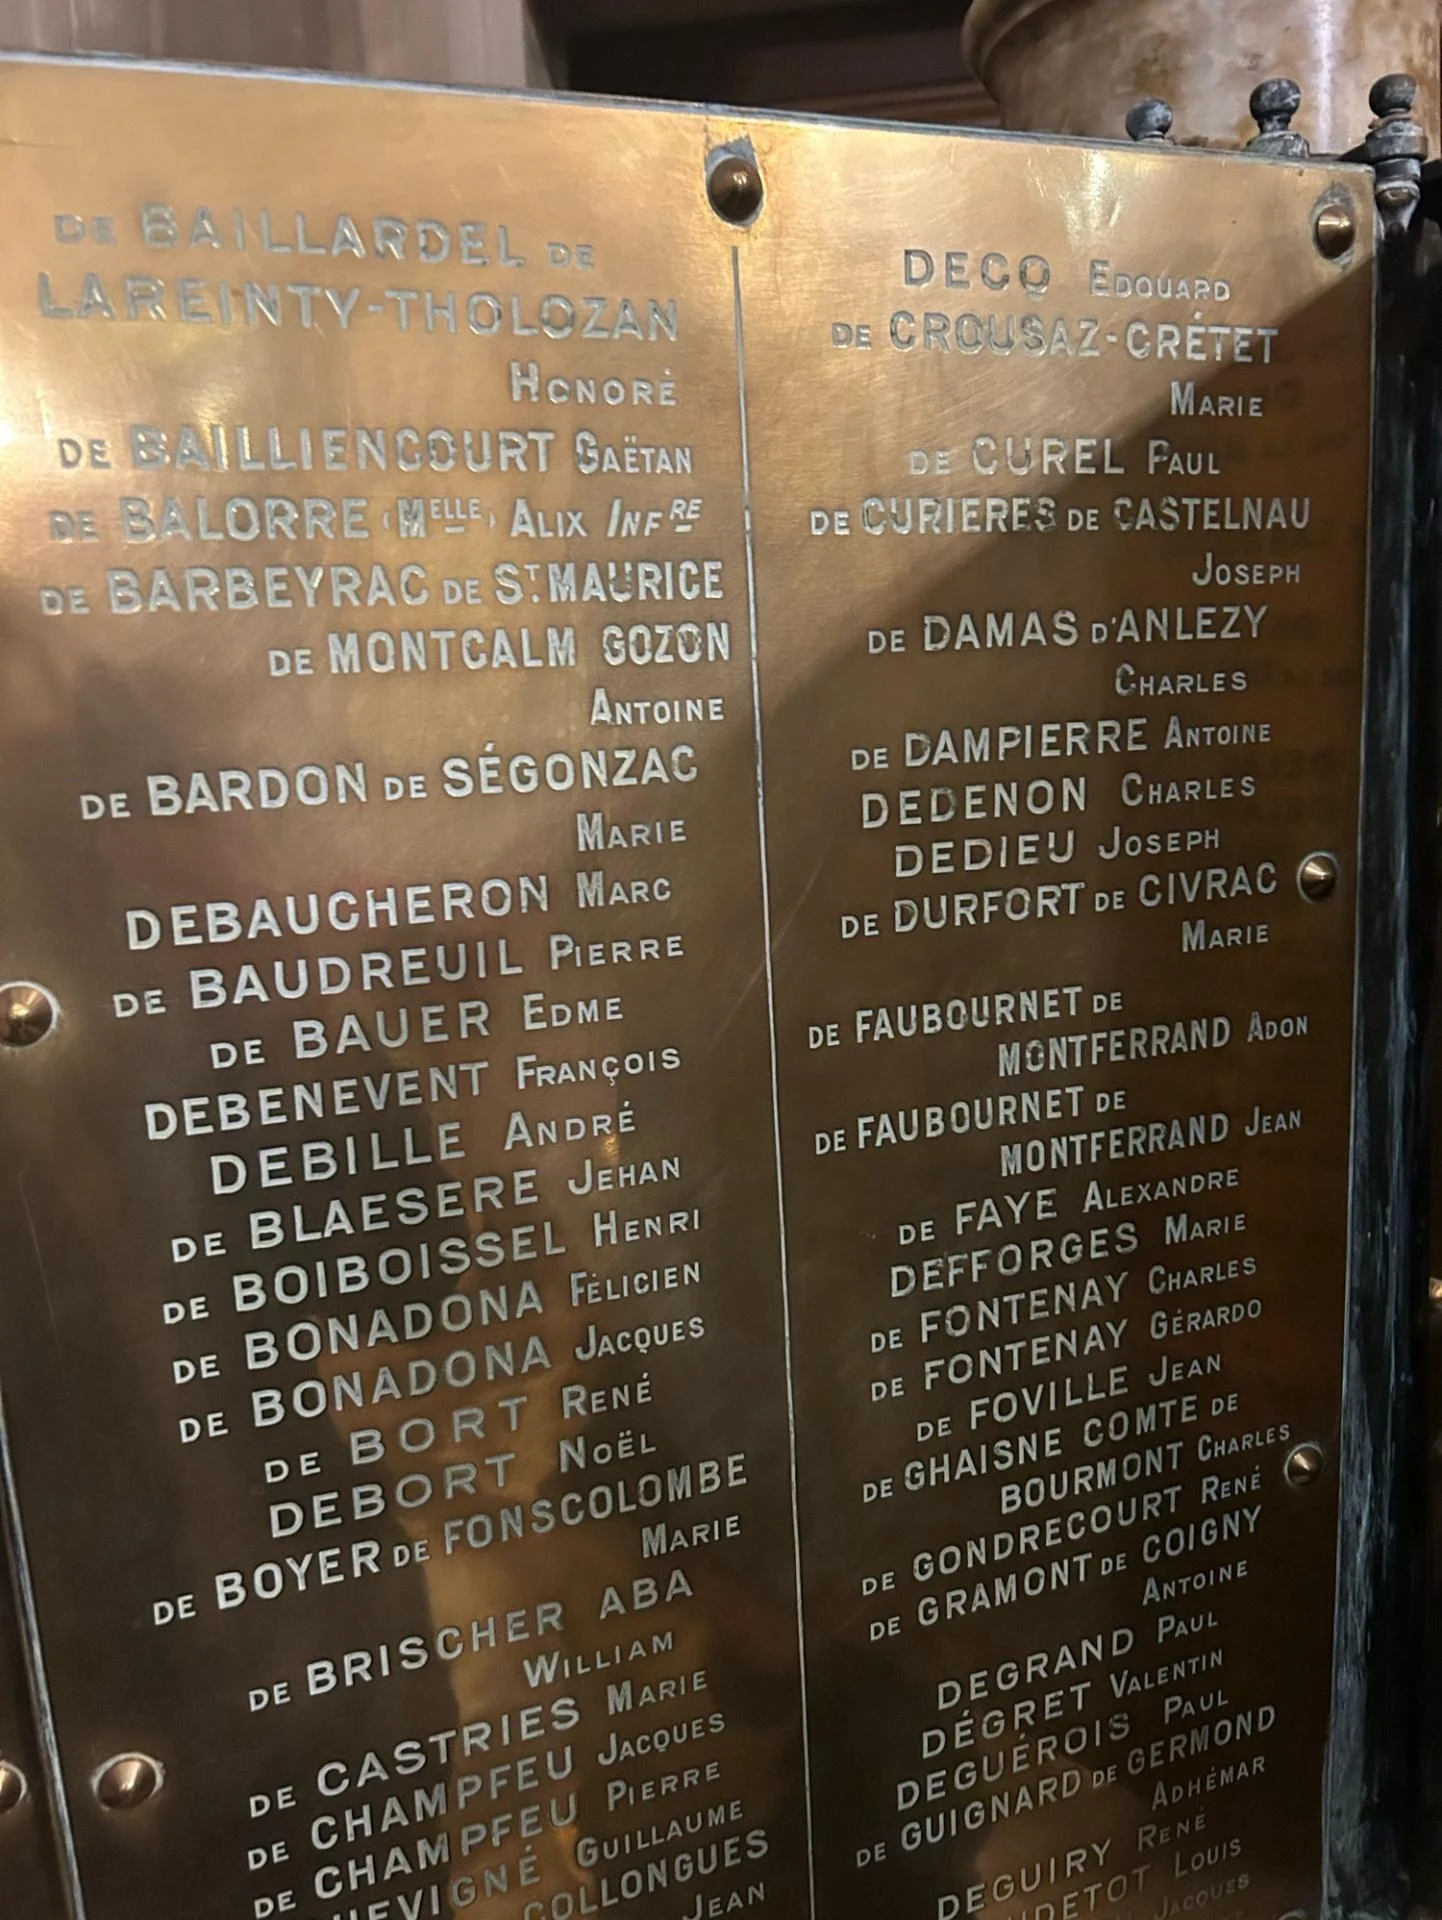 DE BAILLARDEL DE
LAREINTY-THOLOZAN
HONORÉ
DE BAILLIENCOURT GAËTAN
DE BALORRE (MELLE) ALIX INFRE
DE BARBEYRAC DE ST. MAURICE
DE MONTCALM GOZON
ANTOINE
DE BARDON DE SÉGONZAC
MARIE
DEBAUCHERON MARC
DE BAUDREUIL PIERRE
DE BAUER EDME
DEBENEVENT FRANÇOIS
DEBILLE ANDRÉ
DE BLAESERE JEHAN
DE BOIBOISSEL HENRI
DE BONADONA FÉLICIEN
DE BONADONA JACQUES
DE BORT RENÉ
DEBORT NOËL
DE BOYER DE FONSCOLOMBE
MARIE
DE BRISCHER ABA
WILLIAM
DE CASTRIES MARIE
DE CHAMPFEU JACQUES
DE CHAMPFEU PIERRE
GUILLAUME
COLLONGUES
JEAN
DECQ EDOUARD
DE CROUSAZ-CRÉTET
MARIE
DE CUREL PAUL
DE CURIERES DE CASTELNAU
JOSEPH
DE DAMAS D'ANLEZY
CHARLES
DE DAMPIERRE ANTOINE
DEDENON CHARLES
DEDIEU JOSEPH
DE DURFORT DE CIVRAC
MARIE
DE FAUBOURNET DE
MONTFERRAND ADON
DE FAUBOURNET DE
MONTFERRAND JEAN
DE FAYE ALEXANDRE
DEFFORGES MARIE
DE FONTENAY CHARLES
DE FONTENAY GÉRARDO
DE FOVILLE JEAN
DE GHAISNE COMTE DE
BOURMONT CHARLES
DE GONDRECOURT RENÉ
DE GRAMONT DE COIGNY
ANTOINE
DEGRAND PAUL
DÉGRET VALENTIN
DEGUÉROIS PAUL
DE GUIGNARD DE GERMOND
ADHÉMAR
DEGUIRY RENÉ
LOUIS
JACQUES